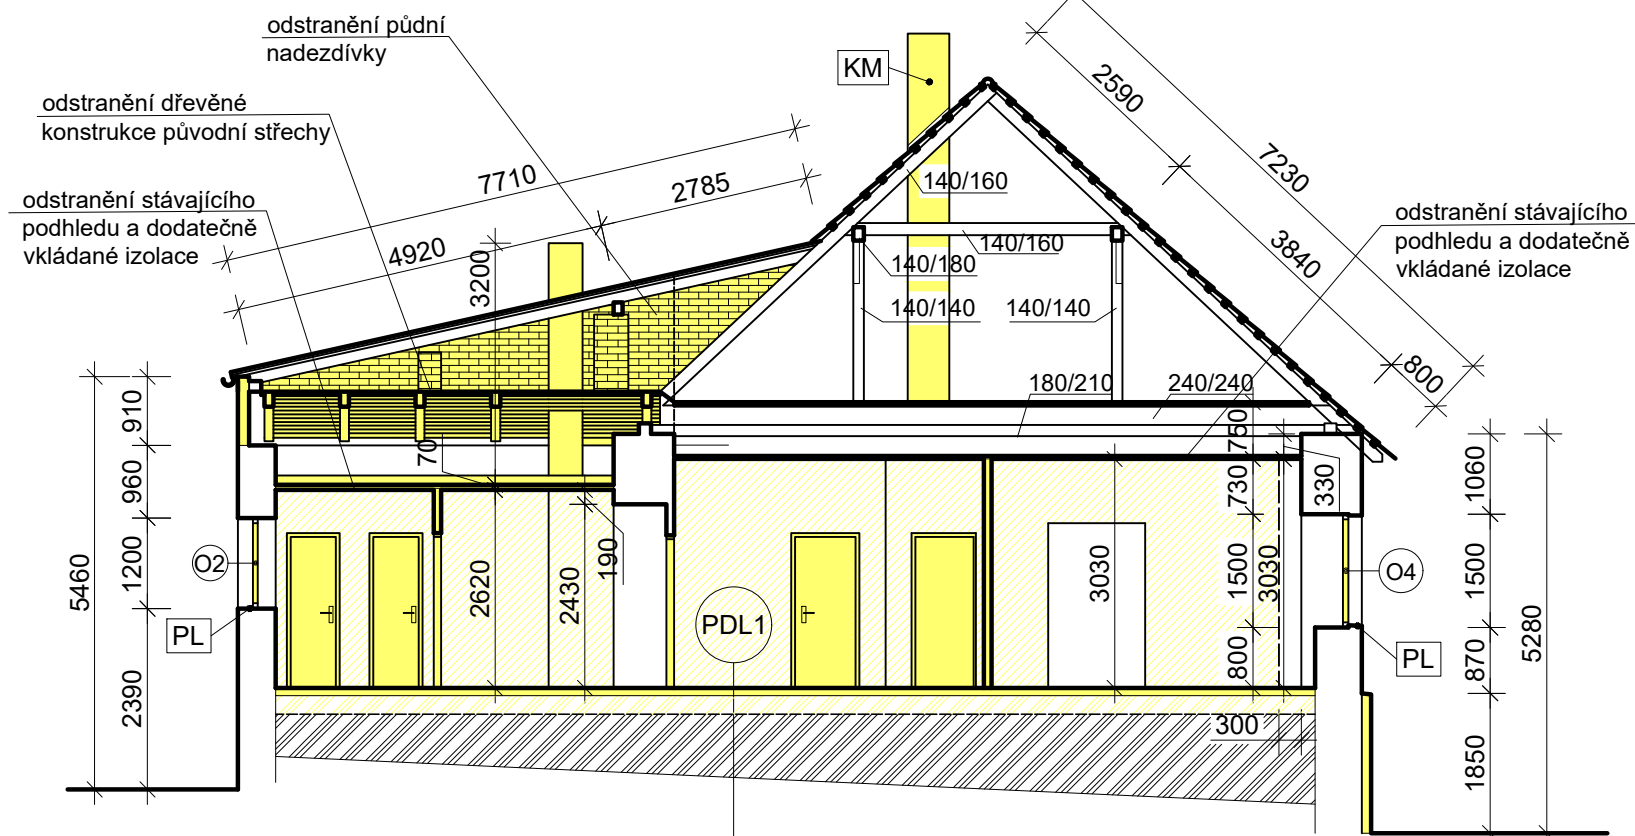 odstranění půdní
nadezdívky
KM
odstranění dřevěné
konstrukce původní střechy
odstranění stávajícího
podhledu a dodatečně
vkládané izolace
odstranění stávajícího
podhledu a dodatečně
vkládané izolace
7710
2785
4920
3200
2590
7230
3840
800
140/160
140/160
140/180
140/140
140/140
180/210
240/240
910
960
1200
2390
5460
70
190
2620
2430
3030
750
730
1500
3030
800
330
300
1060
1500
870
1850
5280
O2
PL
PDL1
O4
PL